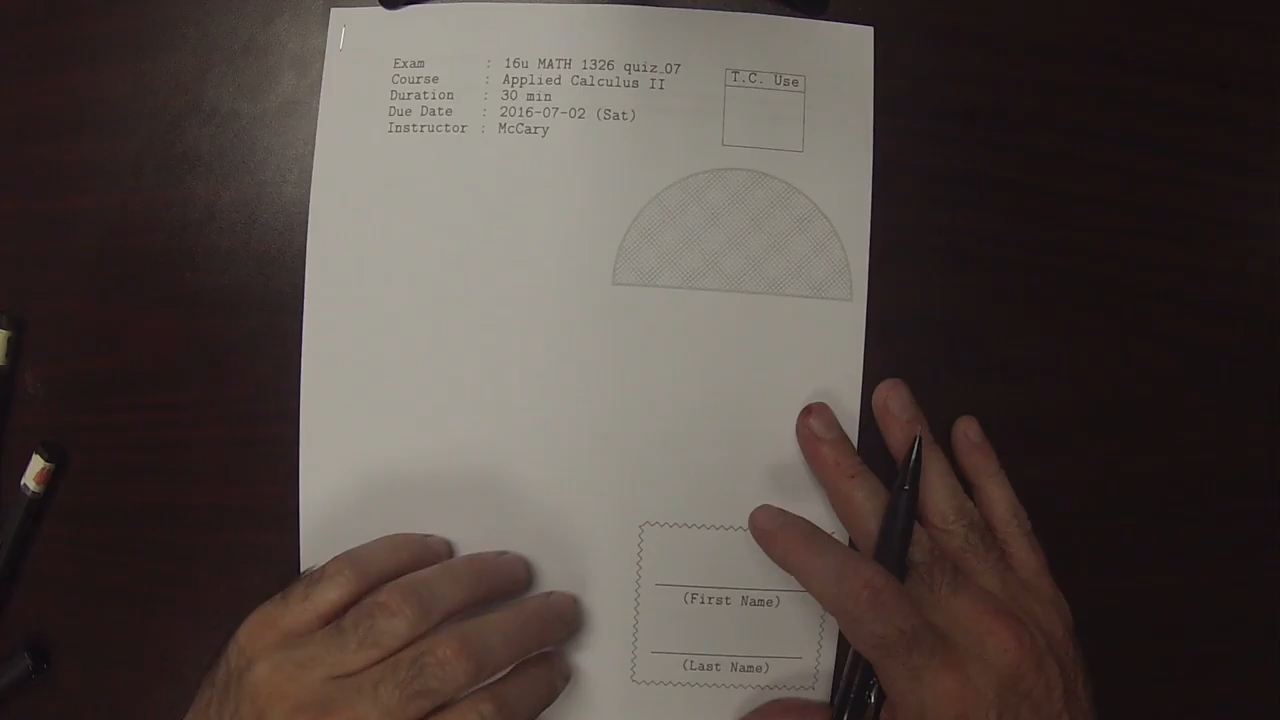 Exam : 16u MATH 1326 quiz_07
Course : Applied Calculus II
Duration : 30 min
Due Date : 2016-07-02 (Sat)
Instructor : McCary
T.C. Use
(First Name)
(Last Name)